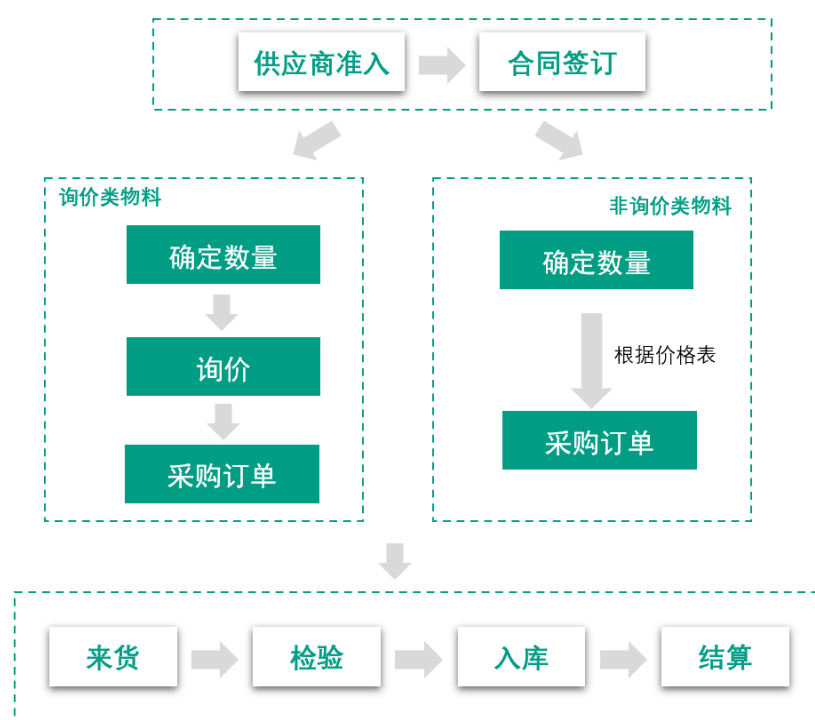 供应商准入
合同签订
询价类物料
确定数量
询价
采购订单
非询价类物料
确定数量
根据价格表
采购订单
来货
检验
入库
结算